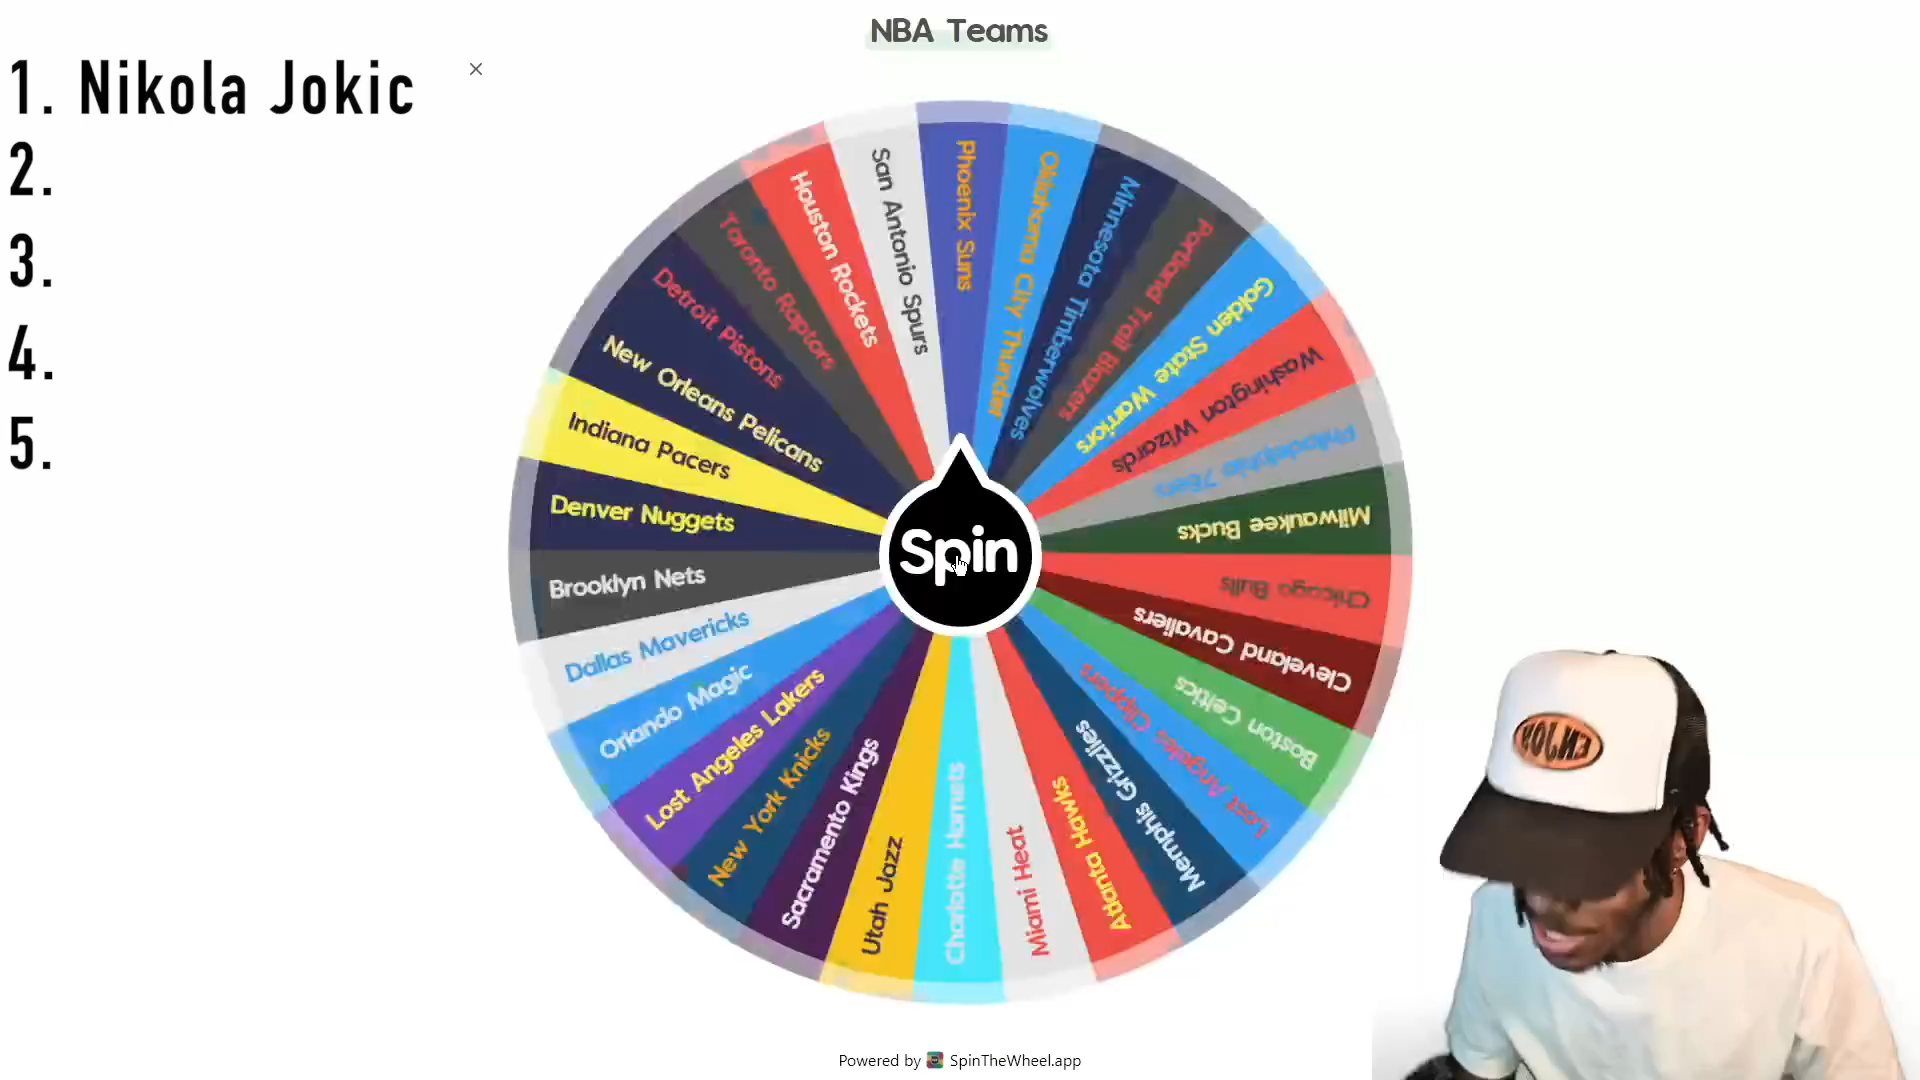 NBA Teams
1. Nikola Jokic
2.
3.
4.
5.
Phoenix Suns
Oklahoma City Thunder
Minnesota Timberwolves
Portland Trail Blazers
Golden State Warriors
Washington Wizards
Philadelphia 76ers
Milwaukee Bucks
Chicago Bulls
Cleveland Cavaliers
Boston Celtics
Lost Angeles Clippers
Memphis Grizzlies
Atlanta Hawks
Miami Heat
Charlotte Hornets
Utah Jazz
Sacramento Kings
New York Knicks
Lost Angeles Lakers
Orlando Magic
Dallas Mavericks
Brooklyn Nets
Denver Nuggets
Indiana Pacers
New Orleans Pelicans
Detroit Pistons
Toronto Raptors
Houston Rockets
San Antonio Spurs
Spin
ENJOY
Powered by SpinTheWheel.app